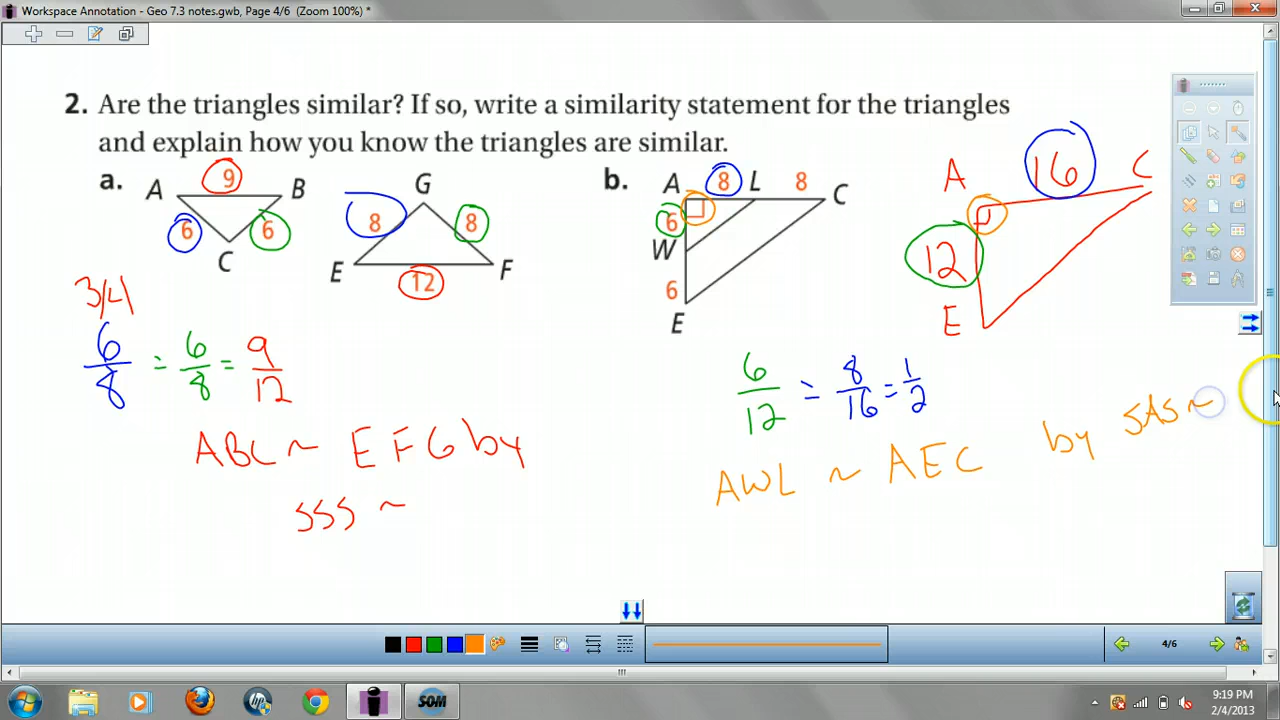 Workspace Annotation - Geo 7.3 notes.gwb, Page 4/6 (Zoom 100%) *
2. Are the triangles similar? If so, write a similarity statement for the triangles
and explain how you know the triangles are similar.
a. A 9 B
6 6
C
G
8 8
E 12 F
b. A 8 L 8 C
6
W
6
E
A 16 C
12
E
3/4
6/8 = 6/8 = 9/12
ABC ~ EFG by
SSS ~
6/12 = 8/16 = 1/2
AWL ~ AEC by SAS ~
4/6
SOM
9:19 PM
2/4/2013